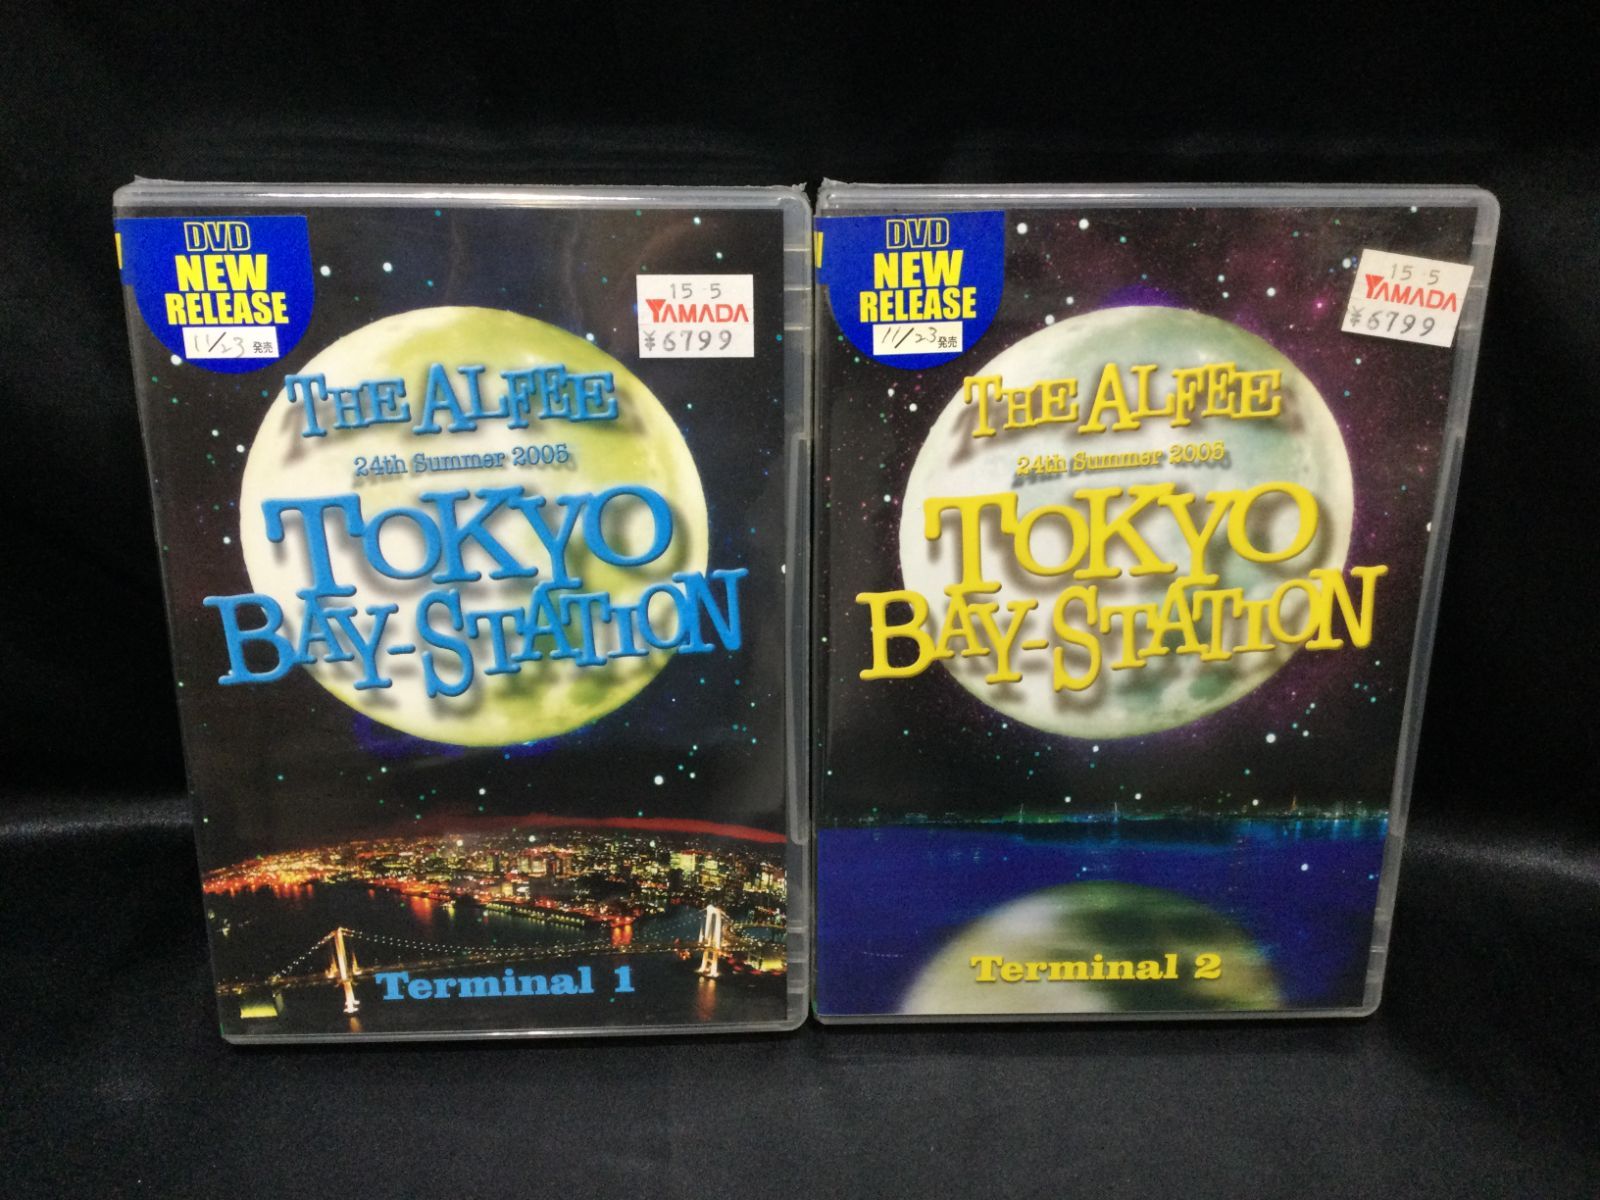 DVD
NEW
RELEASE
11/23 発売
15 5
YAMADA
¥6799
THE ALFEE
24th Summer 2005
TOKYO
BAY-STATION
Terminal 1
DVD
NEW
RELEASE
11/23 発売
15 5
YAMADA
¥6799
THE ALFEE
24th Summer 2005
TOKYO
BAY-STATION
Terminal 2